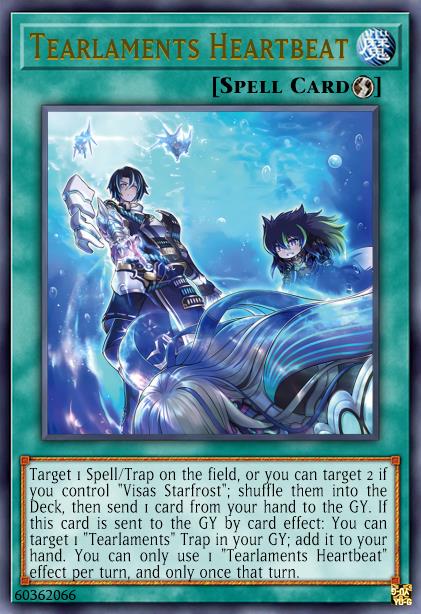 TEARLAMENTS HEARTBEAT
魔
[SPELL CARD]
Target 1 Spell/Trap on the field, or you can target 2 if
you control "Visas Starfrost"; shuffle them into the
Deck, then send 1 card from your hand to the GY. If
this card is sent to the GY by card effect: You can
target 1 "Tearlaments" Trap in your GY; add it to your
hand. You can only use 1 "Tearlaments Heartbeat"
effect per turn, and only once that turn.
60362066